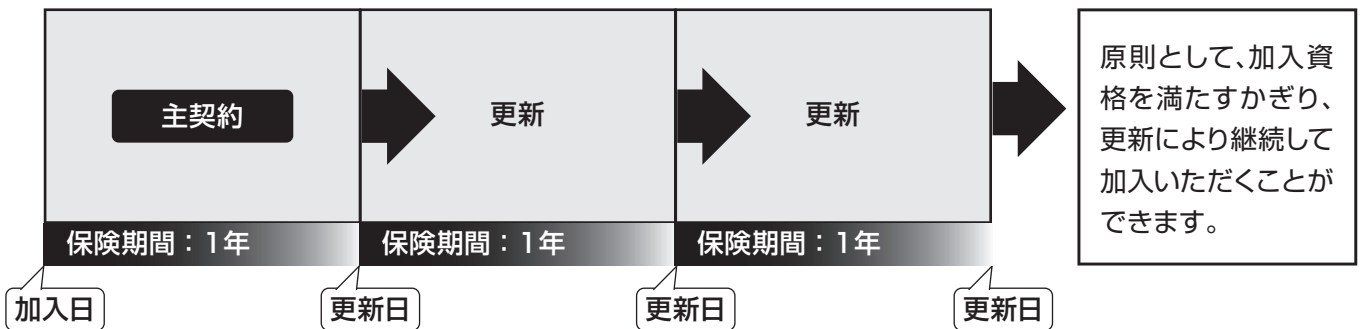 主契約
更新
更新
保険期間：1年
保険期間：1年
保険期間：1年
加入日
更新日
更新日
更新日
原則として、加入資
格を満たすかぎり、
更新により継続して
加入いただくことが
できます。